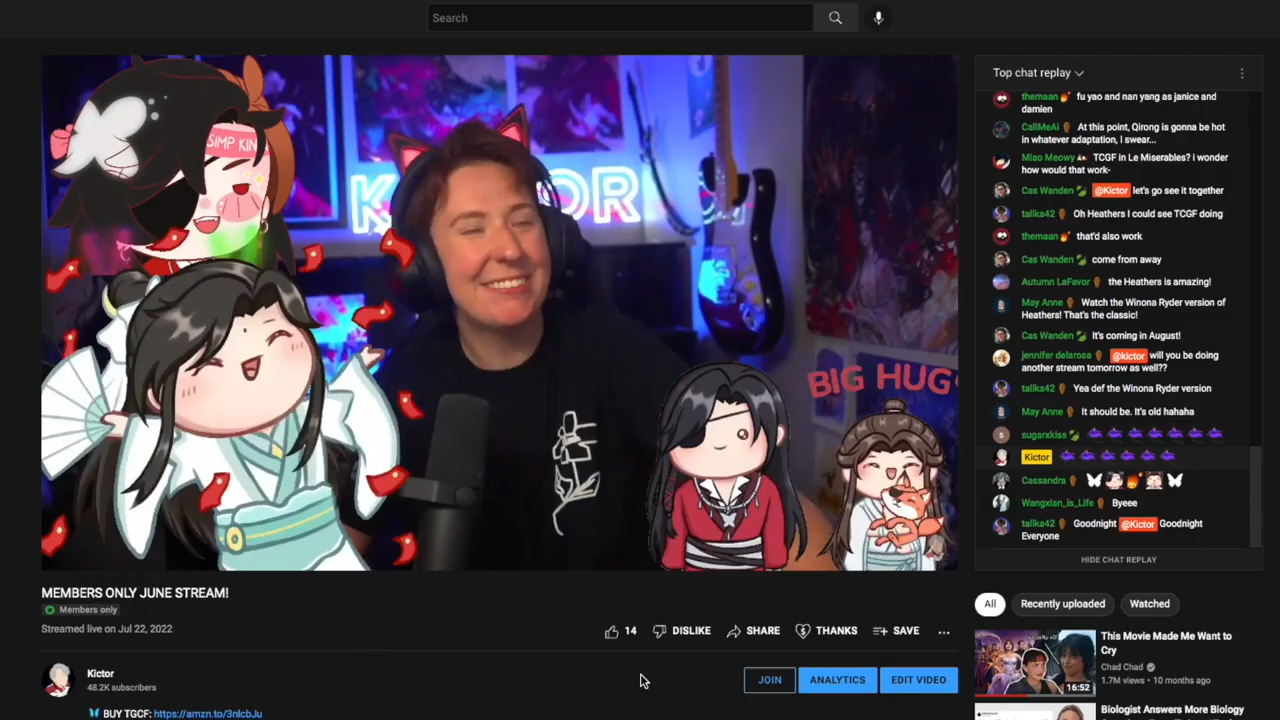 Search
SIMP KIN
BIG HUG
Top chat replay
themaan fu yao and nan yang as janice and
damien
CallMeAi At this point, Qirong is gonna be hot
in whatever adaptation, I swear...
Miao Meowy TCGF in Le Miserables? i wonder
how would that work-
Cas Wanden @Kictor let's go see it together
talika42 Oh Heathers I could see TCGF doing
themaan that'd also work
Cas Wanden come from away
Autumn LaFavor the Heathers is amazing!
May Anne Watch the Winona Ryder version of
Heathers! That's the classic!
Cas Wanden It's coming in August!
jennifer delarosa @kictor will you be doing
another stream tomorrow as well??
talika42 Yea def the Winona Ryder version
May Anne It should be. It's old hahaha
s sugarxkiss
Kictor
Cassandra
Wangxian_is_Life Byeee
talika42 Goodnight @Kictor Goodnight
Everyone
HIDE CHAT REPLAY
MEMBERS ONLY JUNE STREAM!
Members only
Streamed live on Jul 22, 2022
14 DISLIKE SHARE THANKS SAVE
Kictor
48.2K subscribers
JOIN ANALYTICS EDIT VIDEO
BUY TGCF: https://amzn.to/3nlcbJu
All Recently uploaded Watched
This Movie Made Me Want to
Cry
Chad Chad
1.7M views • 10 months ago
16:52
Biologist Answers More Biology